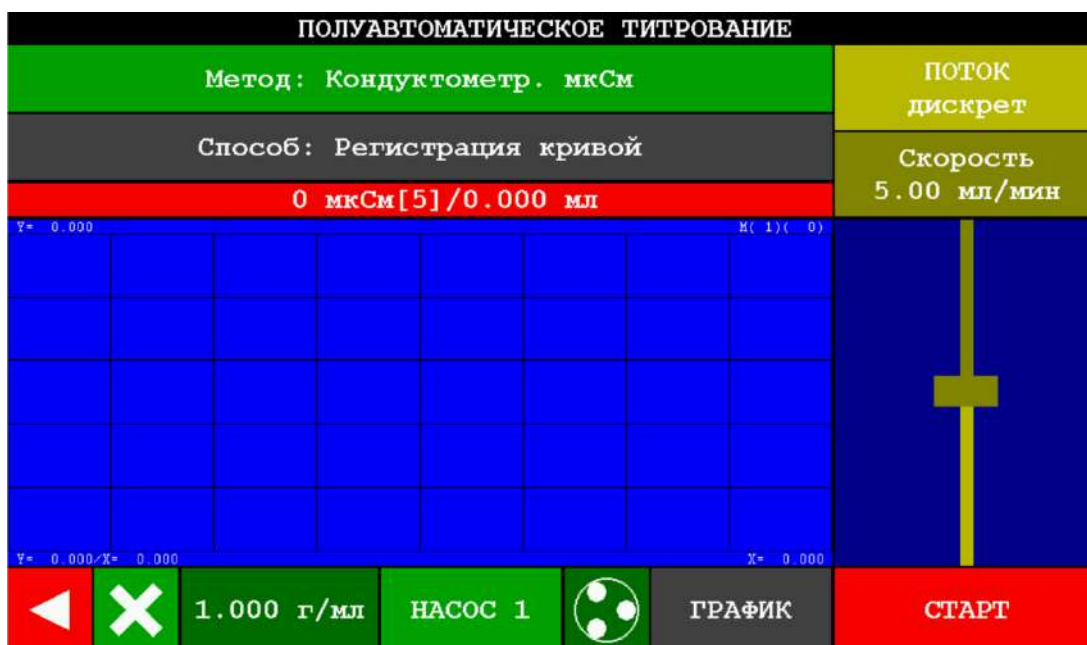 ПОЛУАВТОМАТИЧЕСКОЕ ТИТРОВАНИЕ
Метод: Кондуктометр. мкСм
ПОТОК
дискрет
Способ: Регистрация кривой
Скорость
5.00 мл/мин
0 мкСм[5]/0.000 мл
Y= 0.000
M( 1)( 0)
Y= 0.000/X= 0.000
X= 0.000
1.000 г/мл
НАСОС 1
ГРАФИК
СТАРТ